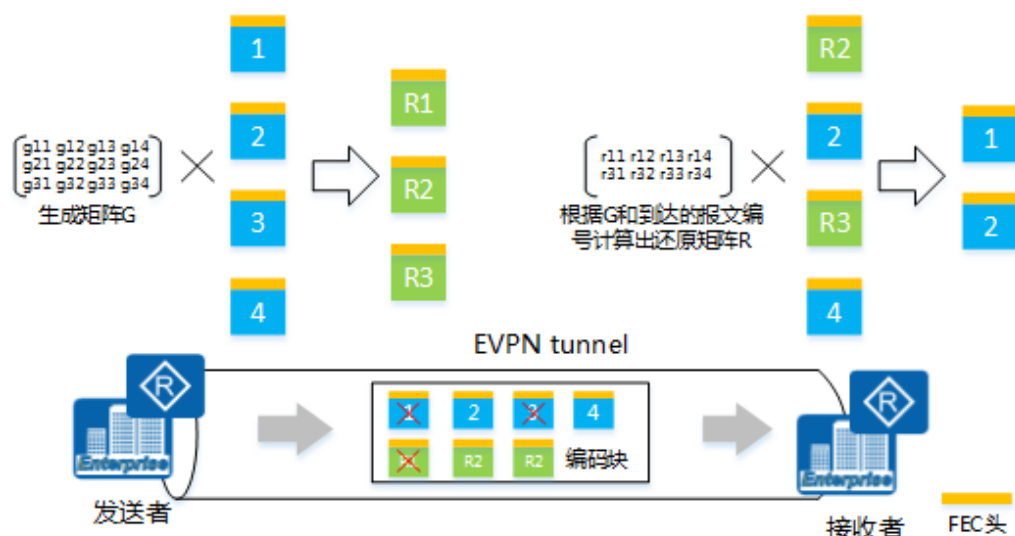 1
2
3
4
g11 g12 g13 g14
g21 g22 g23 g24
g31 g32 g33 g34
生成矩阵G
R1
R2
R3
r11 r12 r13 r14
r31 r32 r33 r34
根据G和到达的报文编
号计算出还原矩阵R
R2
2
R3
4
1
2
EVPN tunnel
R
Enterprise
发送者
1 2 3 4
R2 R2 编码块
R
Enterprise
接收者
FEC头